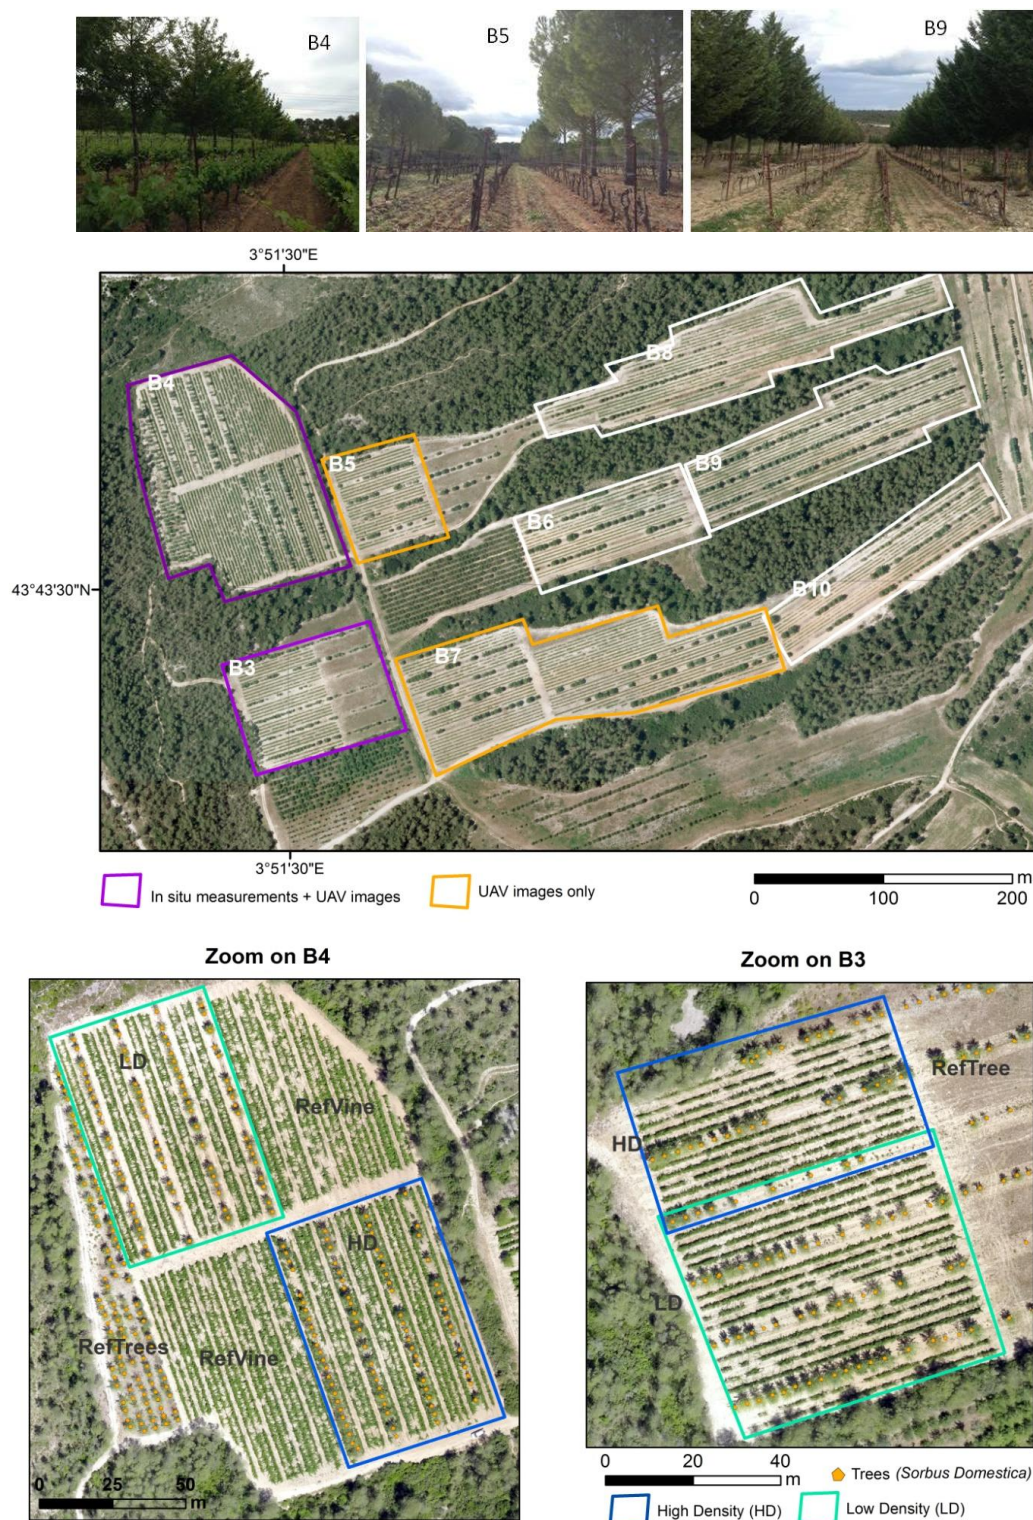 B4
B5
B9
3°51'30"E
B8
B4
B5
B9
B6
43°43'30"N
B10
B3
B7
3°51'30"E
In situ measurements + UAV images
UAV images only
m
0 100 200
Zoom on B4
Zoom on B3
LD
RefVine
RefTree
HD
HD
LD
RefTrees
RefVine
0 25 50
m
0 20 40
m
Trees (Sorbus Domestica)
High Density (HD)
Low Density (LD)